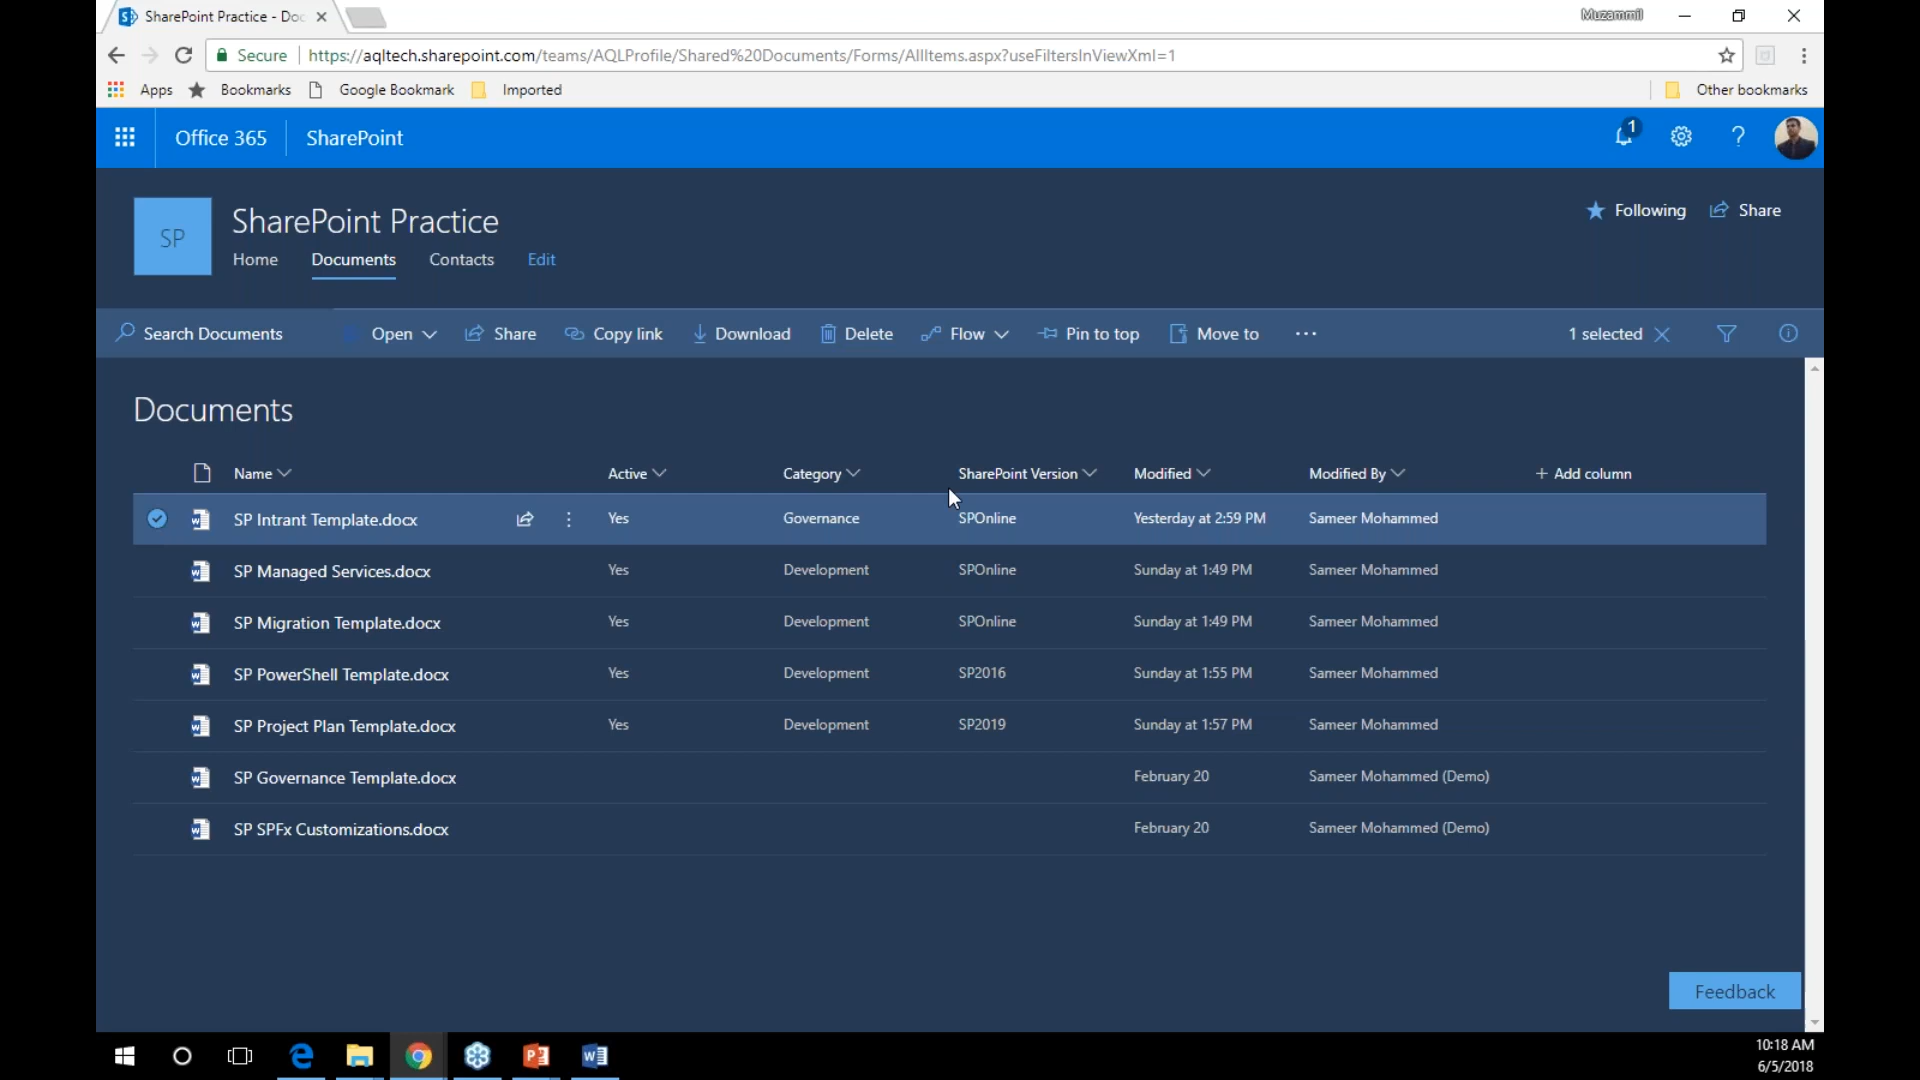 SharePoint Practice - Doc
Muzammil
Secure https://aqltech.sharepoint.com/teams/AQLProfile/Shared%20Documents/Forms/AllItems.aspx?useFiltersInViewXml=1
Apps Bookmarks Google Bookmark Imported Other bookmarks
Office 365 SharePoint 1 ?
SP
SharePoint Practice
Following Share
Home Documents Contacts Edit
Search Documents Open Share Copy link Download Delete Flow Pin to top Move to ... 1 selected
Documents
Name Active Category SharePoint Version Modified Modified By + Add column
SP Intrant Template.docx Yes Governance SPOnline Yesterday at 2:59 PM Sameer Mohammed
SP Managed Services.docx Yes Development SPOnline Sunday at 1:49 PM Sameer Mohammed
SP Migration Template.docx Yes Development SPOnline Sunday at 1:49 PM Sameer Mohammed
SP PowerShell Template.docx Yes Development SP2016 Sunday at 1:55 PM Sameer Mohammed
SP Project Plan Template.docx Yes Development SP2019 Sunday at 1:57 PM Sameer Mohammed
SP Governance Template.docx February 20 Sameer Mohammed (Demo)
SP SPFx Customizations.docx February 20 Sameer Mohammed (Demo)
Feedback
10:18 AM
6/5/2018